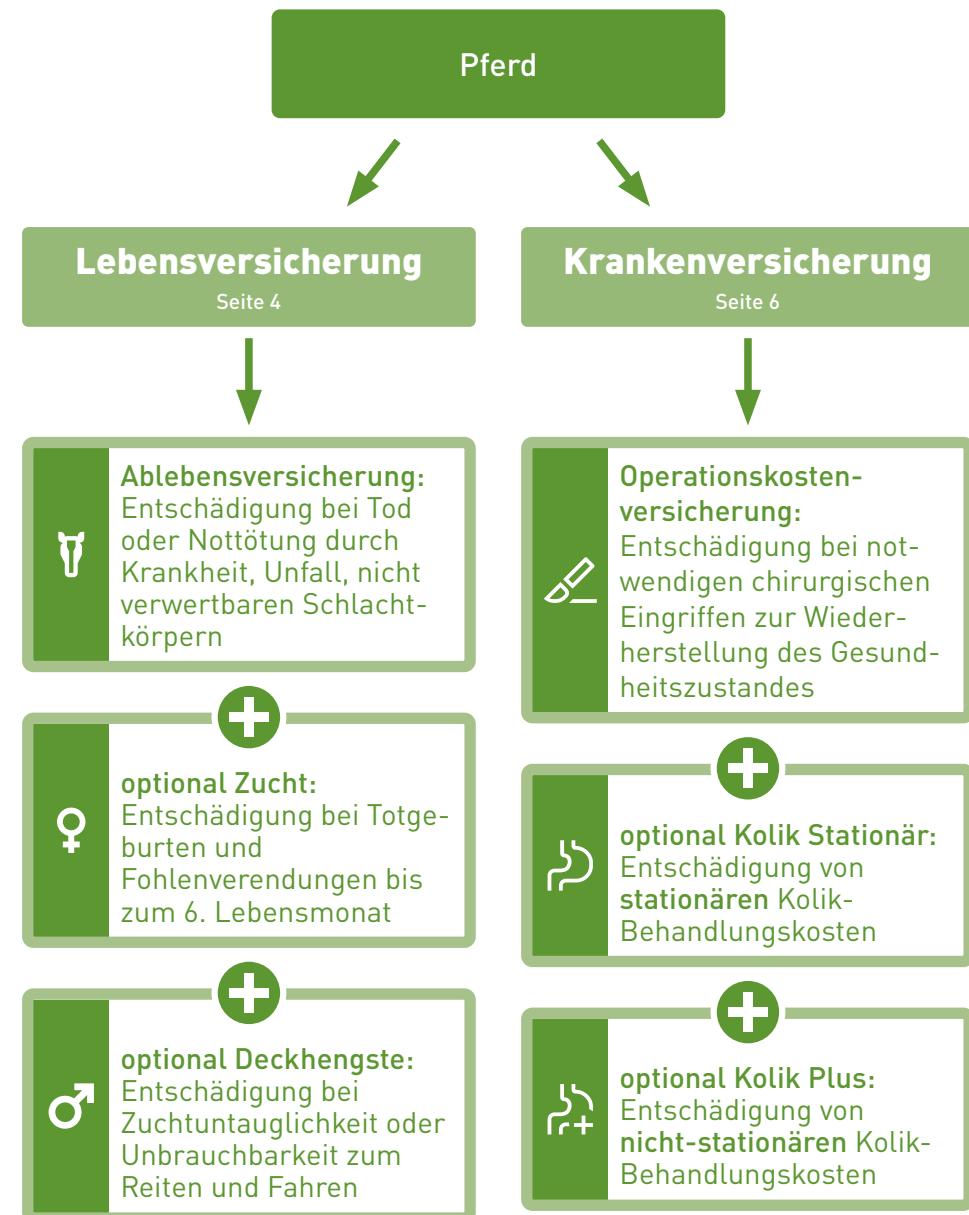 Pferd
Lebensversicherung
Seite 4
Ablebensversicherung:
Entschädigung bei Tod
oder Nottötung durch
Krankheit, Unfall, nicht
verwertbaren Schlacht-
körpern
optional Zucht:
Entschädigung bei Totge-
burten und
Fohlenverendungen bis
zum 6. Lebensmonat
optional Deckhengste:
Entschädigung bei
Zuchtuntauglichkeit oder
Unbrauchbarkeit zum
Reiten und Fahren
Krankenversicherung
Seite 6
Operationskosten-
versicherung:
Entschädigung bei not-
wendigen chirurgischen
Eingriffen zur Wieder-
herstellung des Gesund-
heitszustandes
optional Kolik Stationär:
Entschädigung von
stationären Kolik-
Behandlungskosten
optional Kolik Plus:
Entschädigung von
nicht-stationären Kolik-
Behandlungskosten